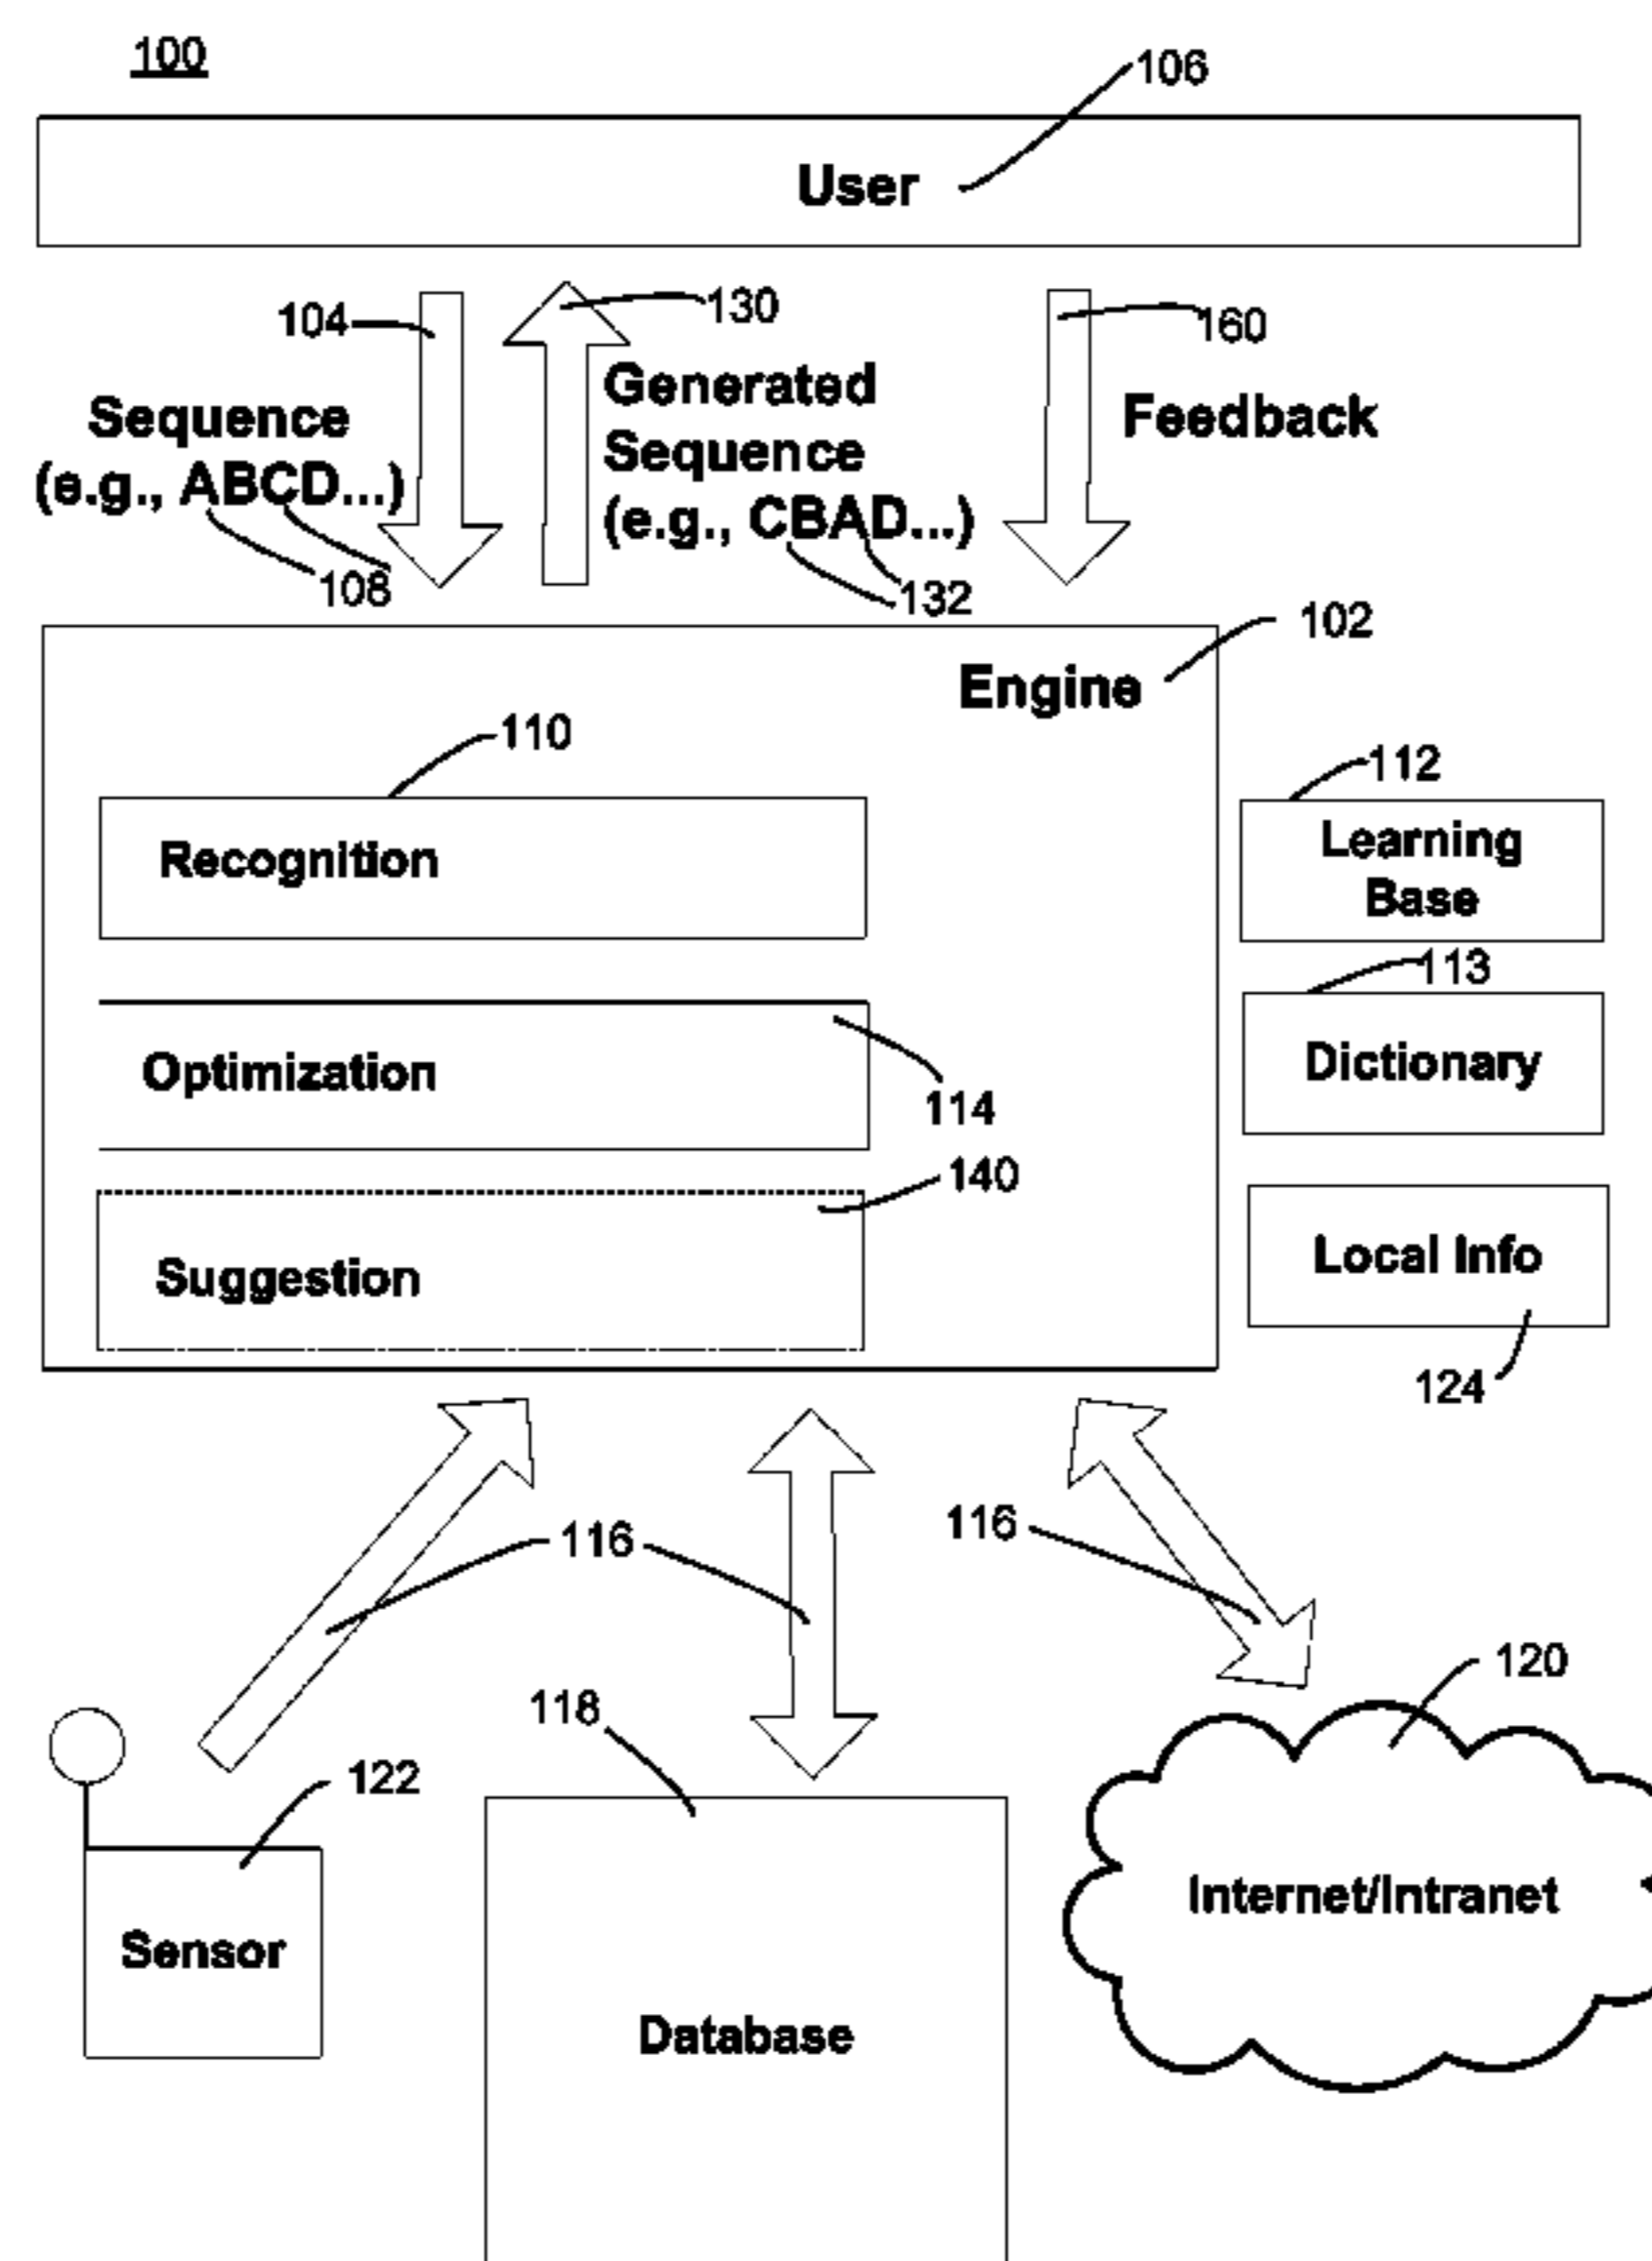 100
106
User
104
130
160
Sequence
(e.g., ABCD...)
108
Generated
Sequence
(e.g., CBAD...)
132
Feedback
102
Engine
110
Recognition
112
Learning
Base
113
Dictionary
Optimization
114
140
Suggestion
Local Info
124
116
116
118
120
122
Sensor
Database
Internet/Intranet